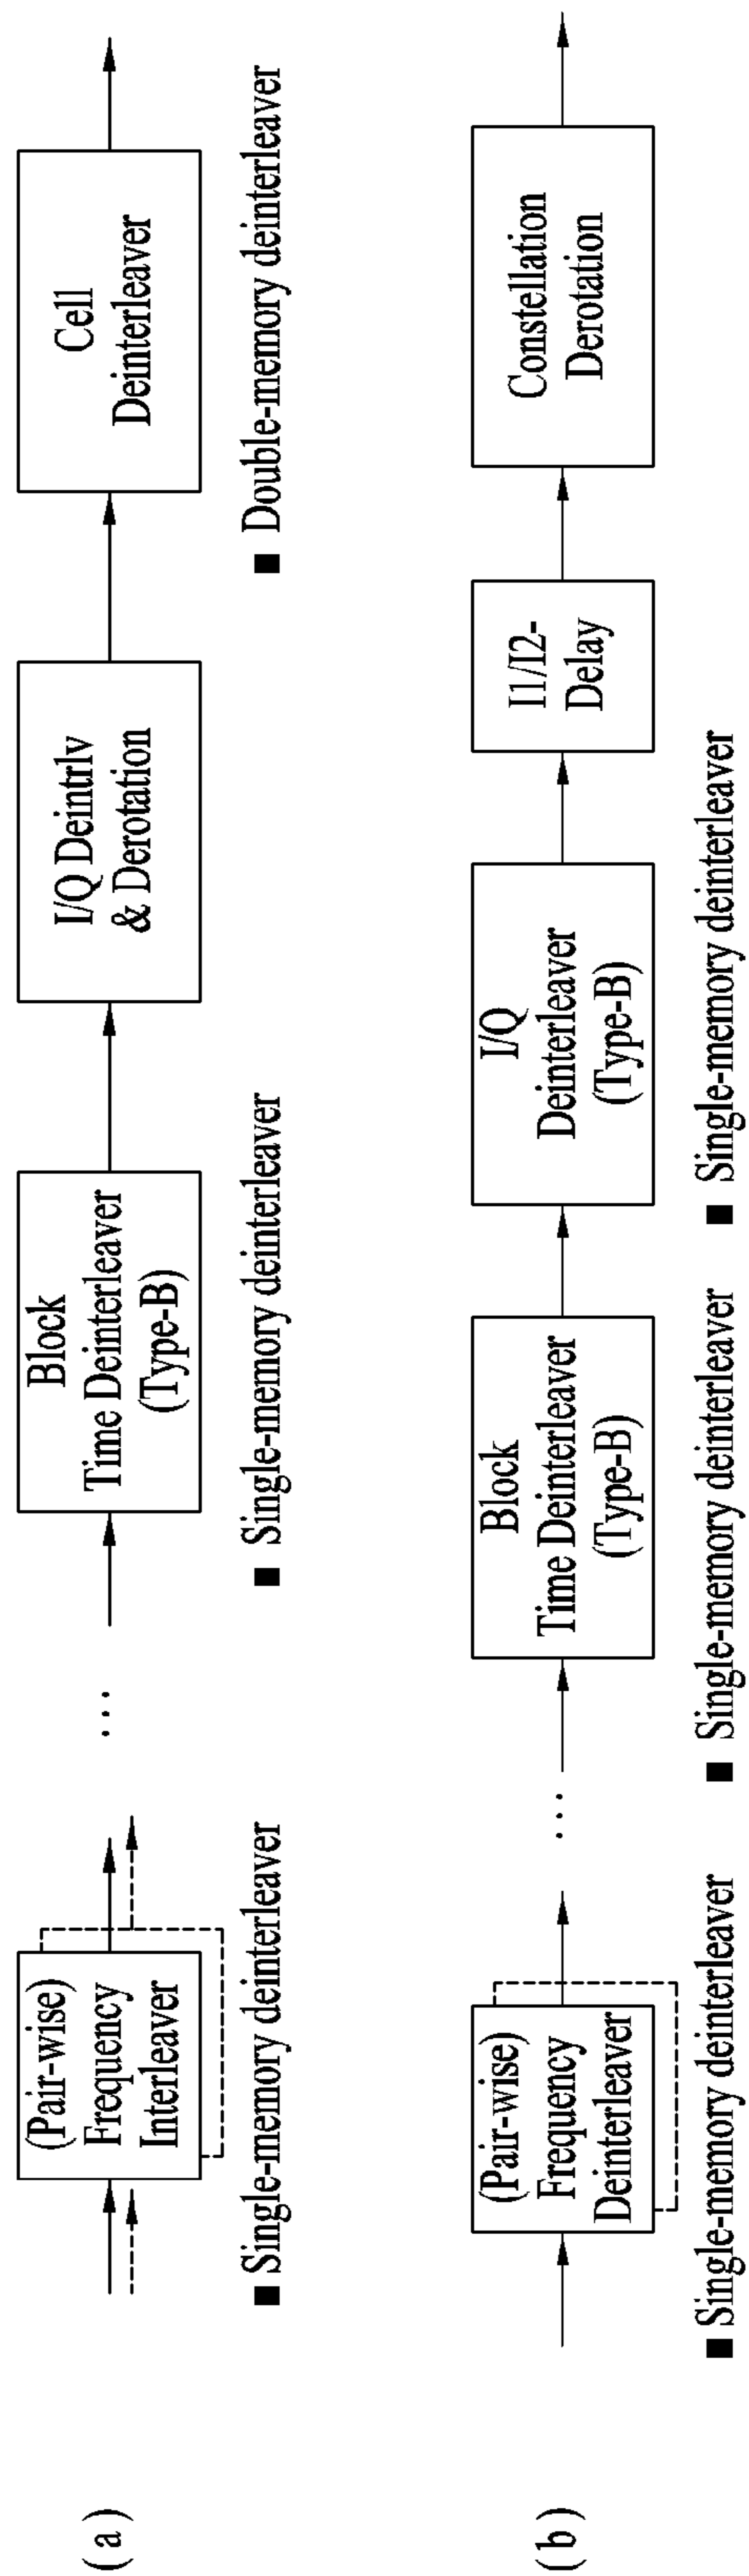 (a)
(Pair-wise)
Frequency
Interleaver
■ Single-memory deinterleaver
...
Block
Time Deinterleaver
(Type-B)
■ Single-memory deinterleaver
I/Q Deintrlv
& Derotation
Cell
Deinterleaver
■ Double-memory deinterleaver
(b)
(Pair-wise)
Frequency
Deinterleaver
■ Single-memory deinterleaver
...
Block
Time Deinterleaver
(Type-B)
■ Single-memory deinterleaver
I/Q
Deinterleaver
(Type-B)
■ Single-memory deinterleaver
I1/I2-
Delay
Constellation
Derotation